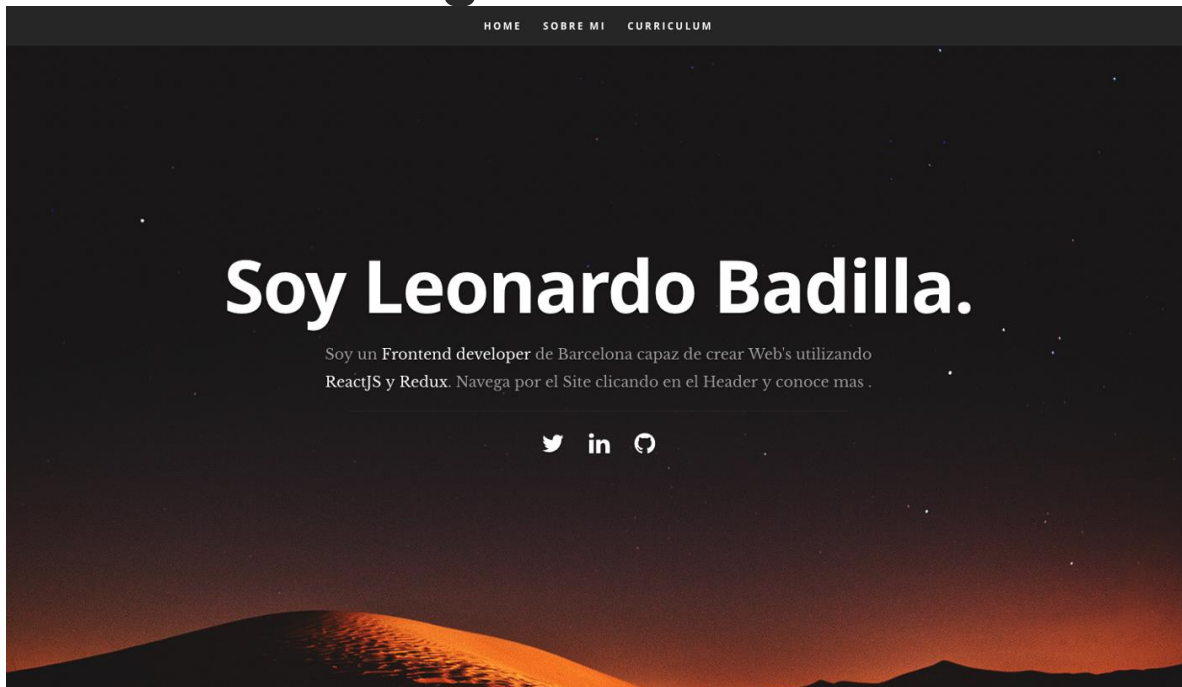 HOME SOBRE MI CURRICULUM
Soy Leonardo Badilla.
Soy un Frontend developer de Barcelona capaz de crear Web's utilizando
ReactJS y Redux. Navega por el Site clicando en el Header y conoce mas .